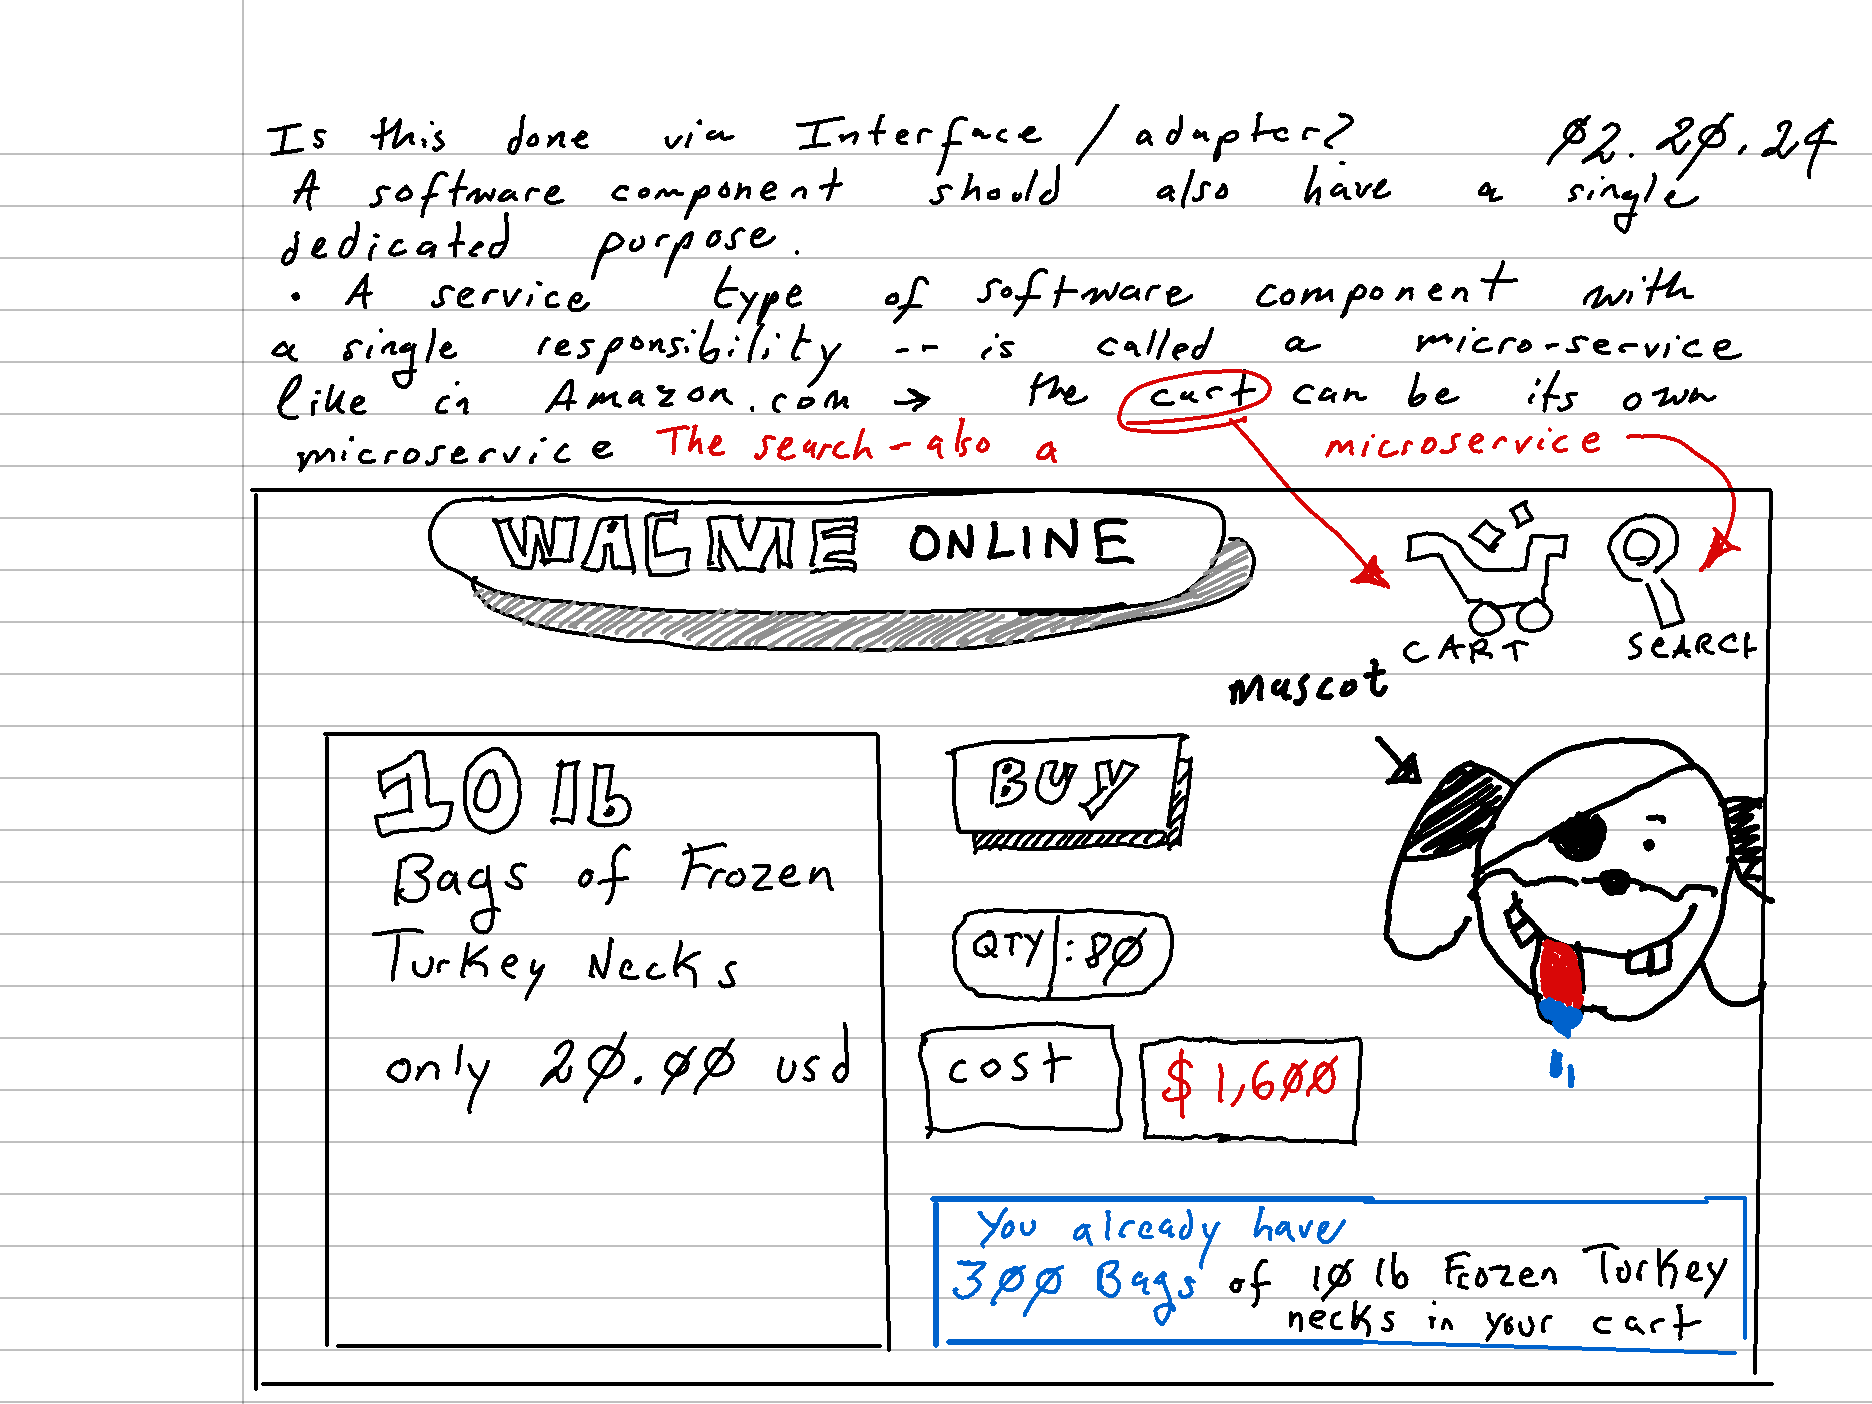 Is this done via Interface / adapter? 02.20.24
A software component should also have a single
dedicated purpose.
• A service type of software component with
a single responsibility -- is called a micro-service
like in Amazon.com → the cart can be its own
microservice The search - also a microservice
WACME ONLINE
CART SEARCH
mascot
10 lb
Bags of Frozen
Turkey Necks
only 20.00 usd
BUY
QTY : 80
cost $1,600
You already have
300 Bags of 10 lb Frozen Turkey
necks in your cart